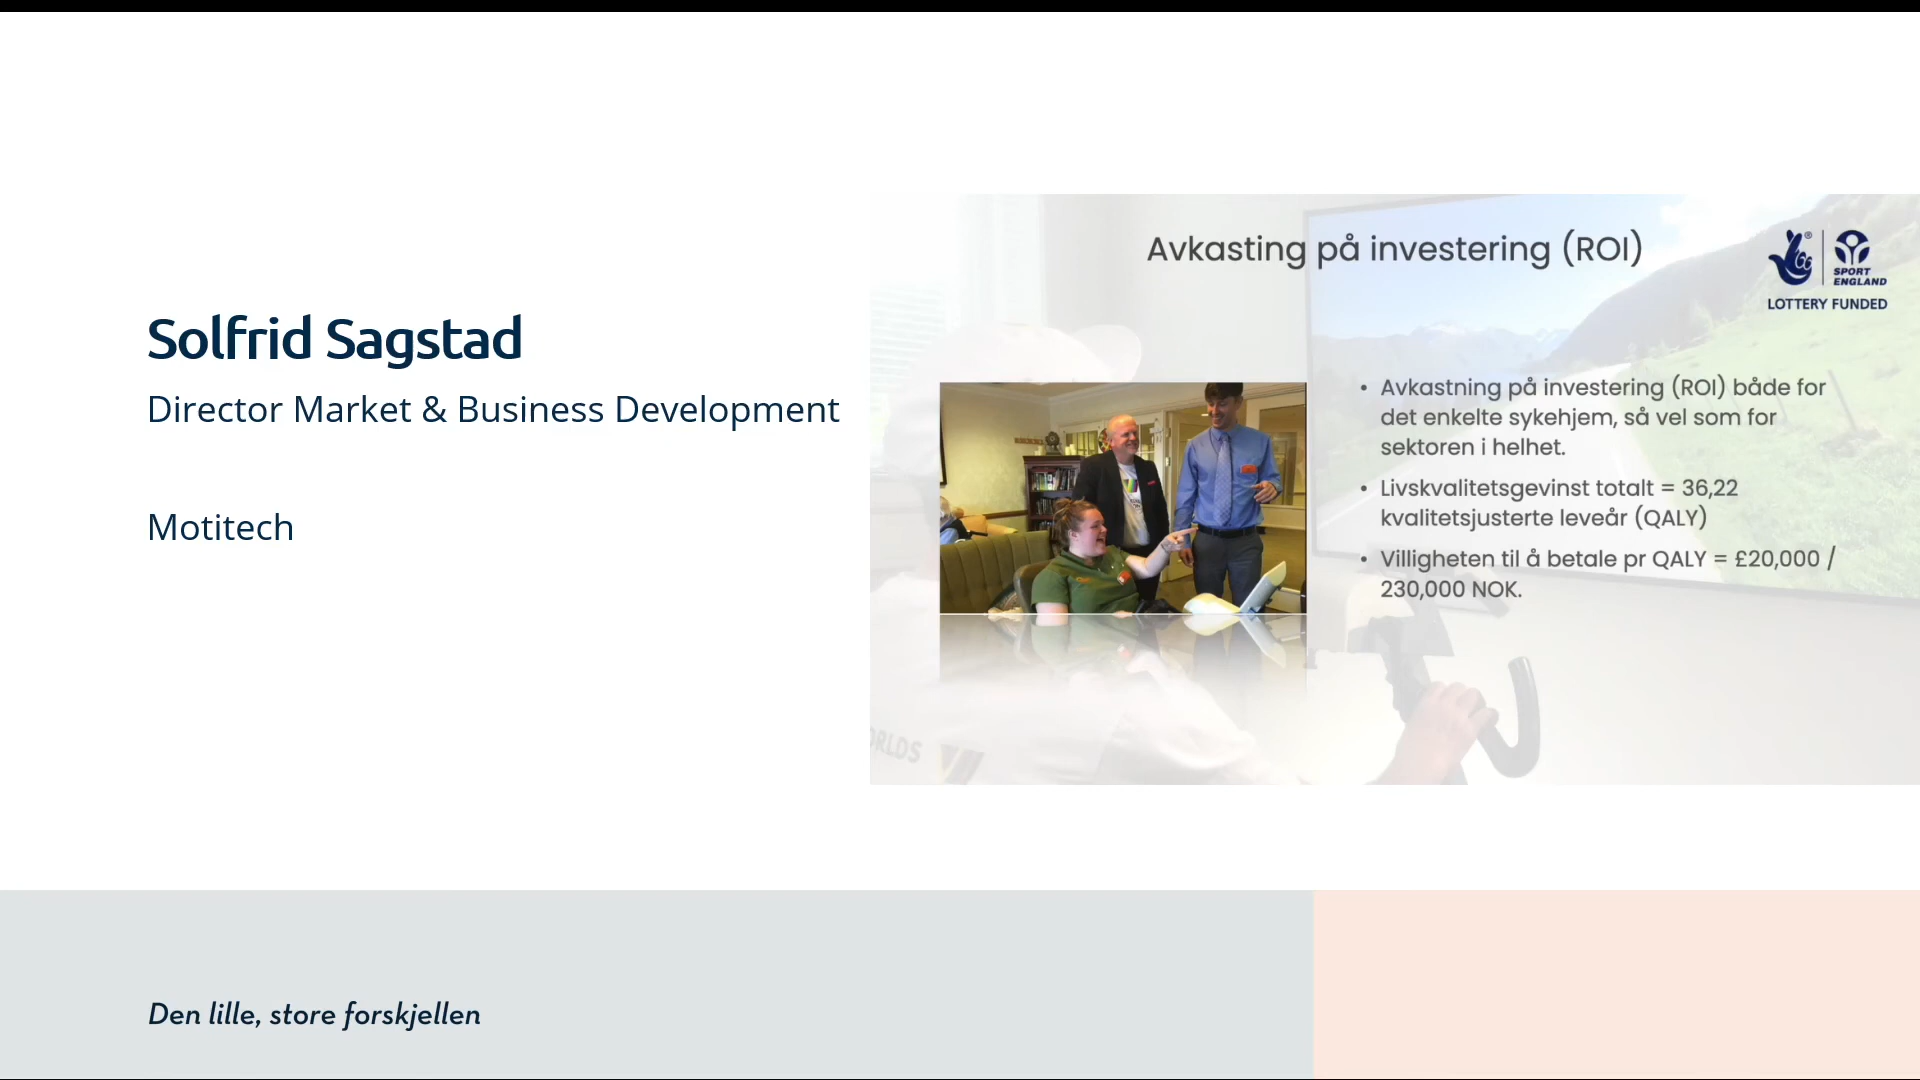 Solfrid Sagstad
Director Market & Business Development
Motitech
Avkasting på investering (ROI)
SPORT
ENGLAND
LOTTERY FUNDED
• Avkastning på investering (ROI) både for
det enkelte sykehjem, så vel som for
sektoren i helhet.
• Livskvalitetsgevinst totalt = 36,22
kvalitetsjusterte leveår (QALY)
• Villigheten til å betale pr QALY = £20,000 /
230,000 NOK.
Den lille, store forskjellen